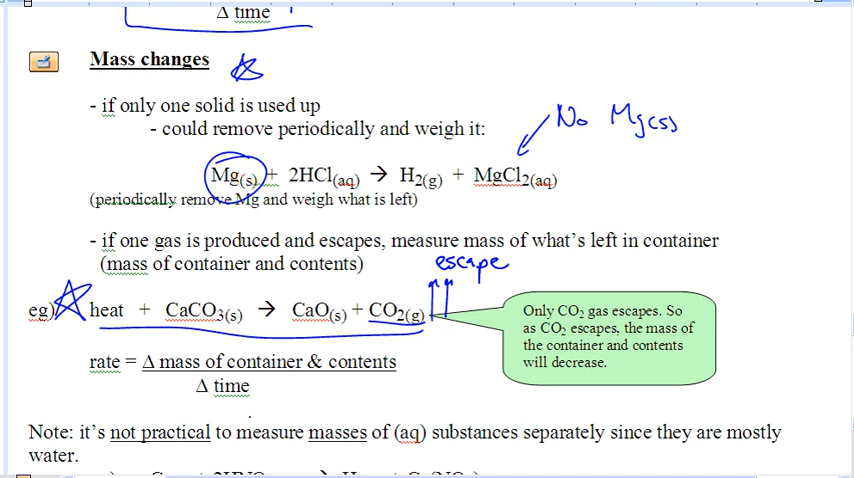 Δ time
Mass changes
- if only one solid is used up
- could remove periodically and weigh it:
No Mg(s)
Mg(s) + 2HCl(aq) → H2(g) + MgCl2(aq)
(periodically remove Mg and weigh what is left)
- if one gas is produced and escapes, measure mass of what's left in container
(mass of container and contents)
escape
eg) heat + CaCO3(s) → CaO(s) + CO2(g)
Only CO2 gas escapes. So
as CO2 escapes, the mass of
the container and contents
will decrease.
rate = Δ mass of container & contents
Δ time
Note: it's not practical to measure masses of (aq) substances separately since they are mostly
water.